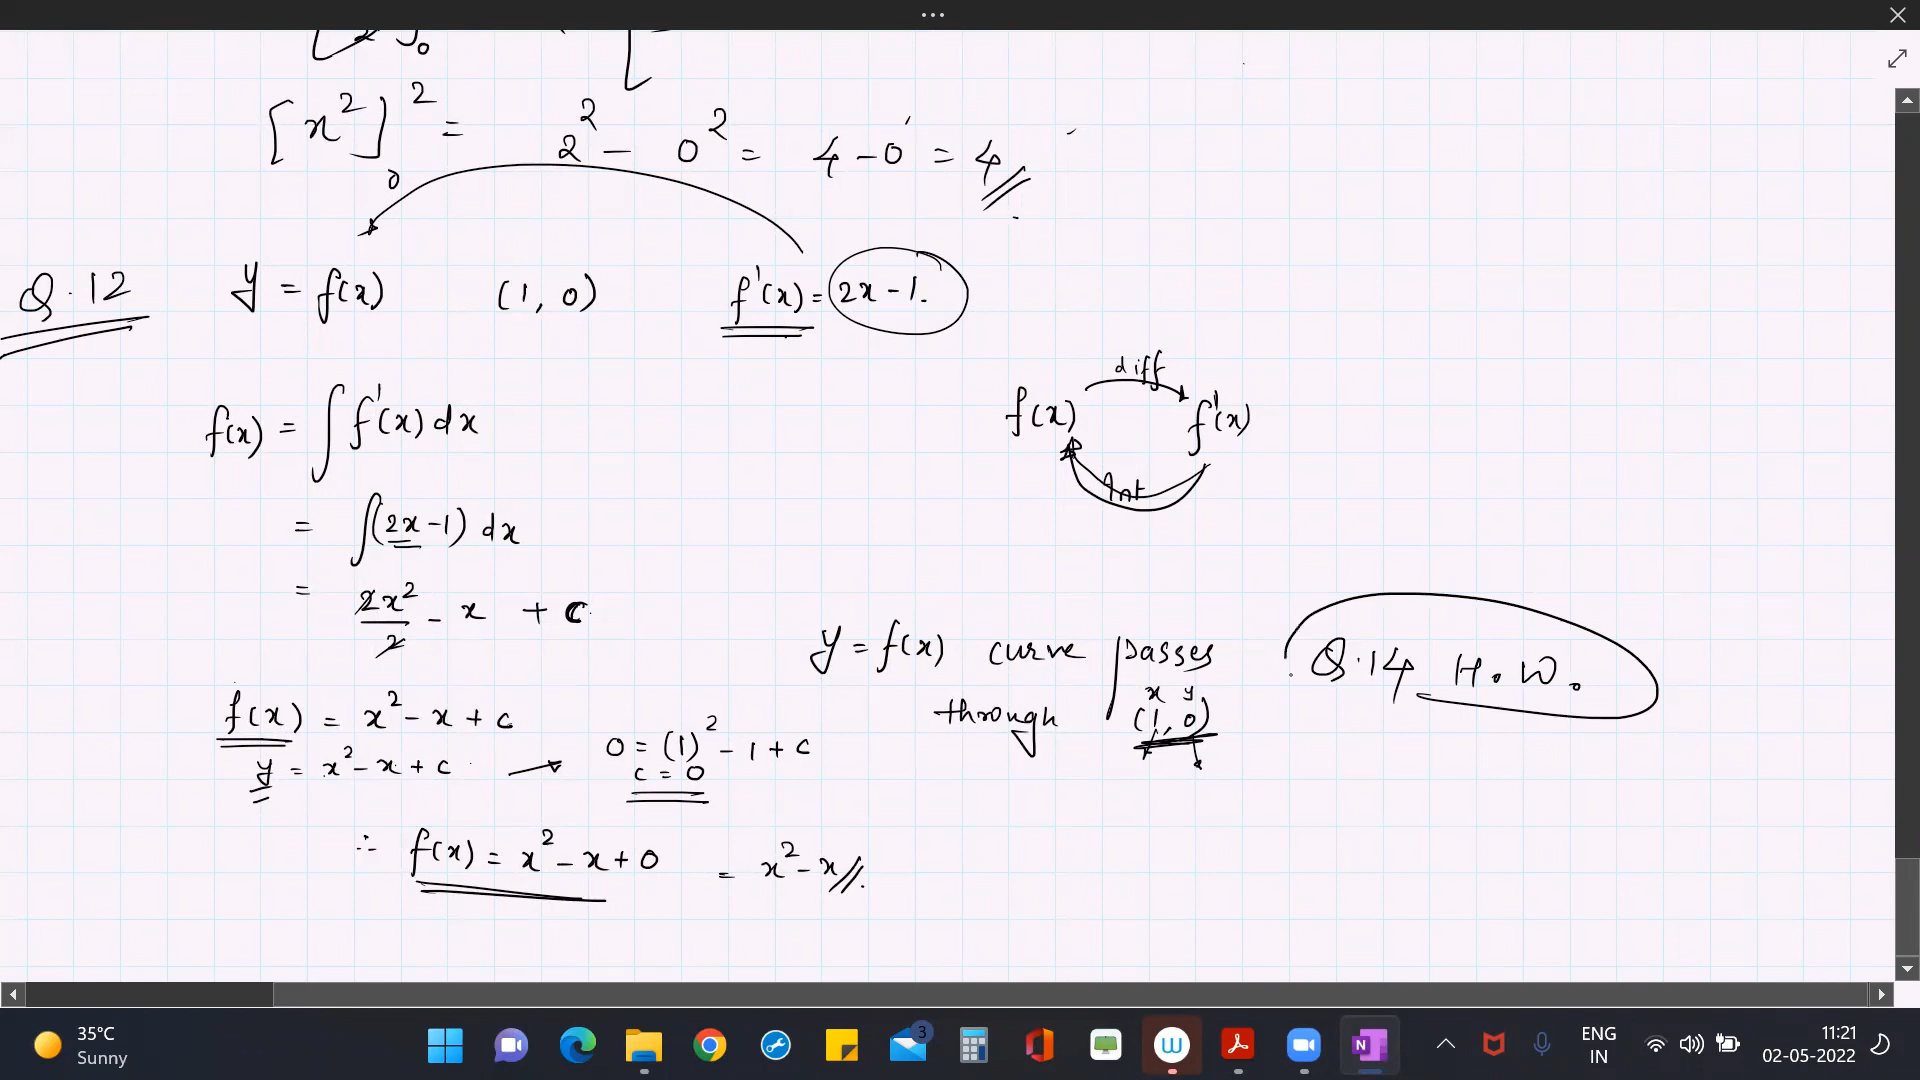 [x²]²₀ = 2² - 0² = 4 - 0 = 4
Q.12 y = f(x) (1, 0) f'(x) = 2x - 1.
diff
f(x) f'(x)
Int
f(x) = ∫ f'(x) dx
= ∫(2x - 1) dx
= 2x²/2 - x + c
y = f(x) curve passes
through (1, 0)
x y
Q.14 H.W.
f(x) = x² - x + c
y = x² - x + c → 0 = (1)² - 1 + c
c = 0
∴ f(x) = x² - x + 0 = x² - x
35°C
Sunny
3
ENG
IN
11:21
02-05-2022